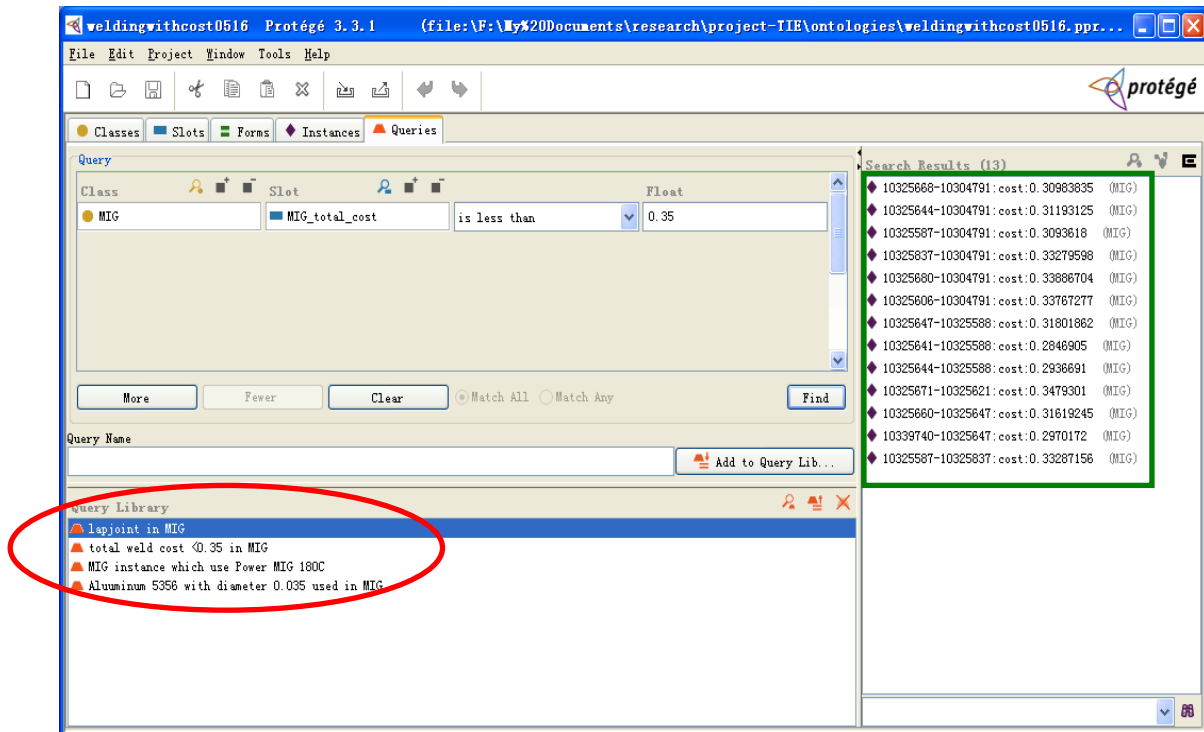 weldingwithcost0516 Protégé 3.3.1 (file:\F:\My%20Documents\research\project-TIE\ontologies\weldingwithcost0516.ppr...
File Edit Project Window Tools Help
protégé
Classes Slots Forms Instances Queries
Query
Class Slot Float
MIG MIG_total_cost is less than 0.35
More Fewer Clear Match All Match Any Find
Query Name
Add to Query Lib...
Query Library
lapjoint in MIG
total weld cost <0.35 in MIG
MIG instance which use Power MIG 180C
Aluuminum 5356 with diameter 0.035 used in MIG
Search Results (13)
10325668-10304791:cost:0.30983835 (MIG)
10325644-10304791:cost:0.31193125 (MIG)
10325587-10304791:cost:0.3093618 (MIG)
10325837-10304791:cost:0.33279598 (MIG)
10325680-10304791:cost:0.33886704 (MIG)
10325606-10304791:cost:0.33767277 (MIG)
10325647-10325588:cost:0.31801862 (MIG)
10325641-10325588:cost:0.2846905 (MIG)
10325644-10325588:cost:0.2936691 (MIG)
10325671-10325621:cost:0.3479301 (MIG)
10325660-10325647:cost:0.31619245 (MIG)
10339740-10325647:cost:0.2970172 (MIG)
10325587-10325837:cost:0.33287156 (MIG)